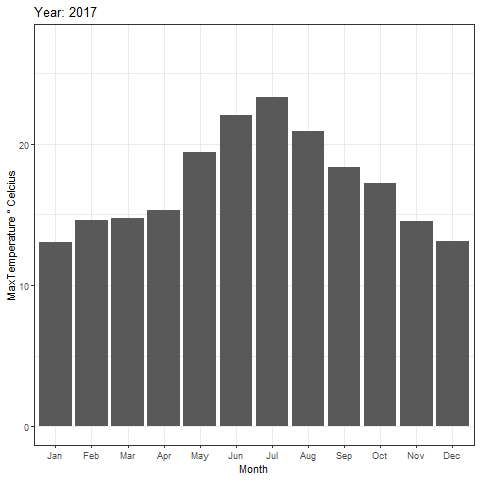 Year: 2017
MaxTemperature " Celcius
20
10
0
Jan Feb Mar Apr May Jun Jul Aug Sep Oct Nov Dec
Month